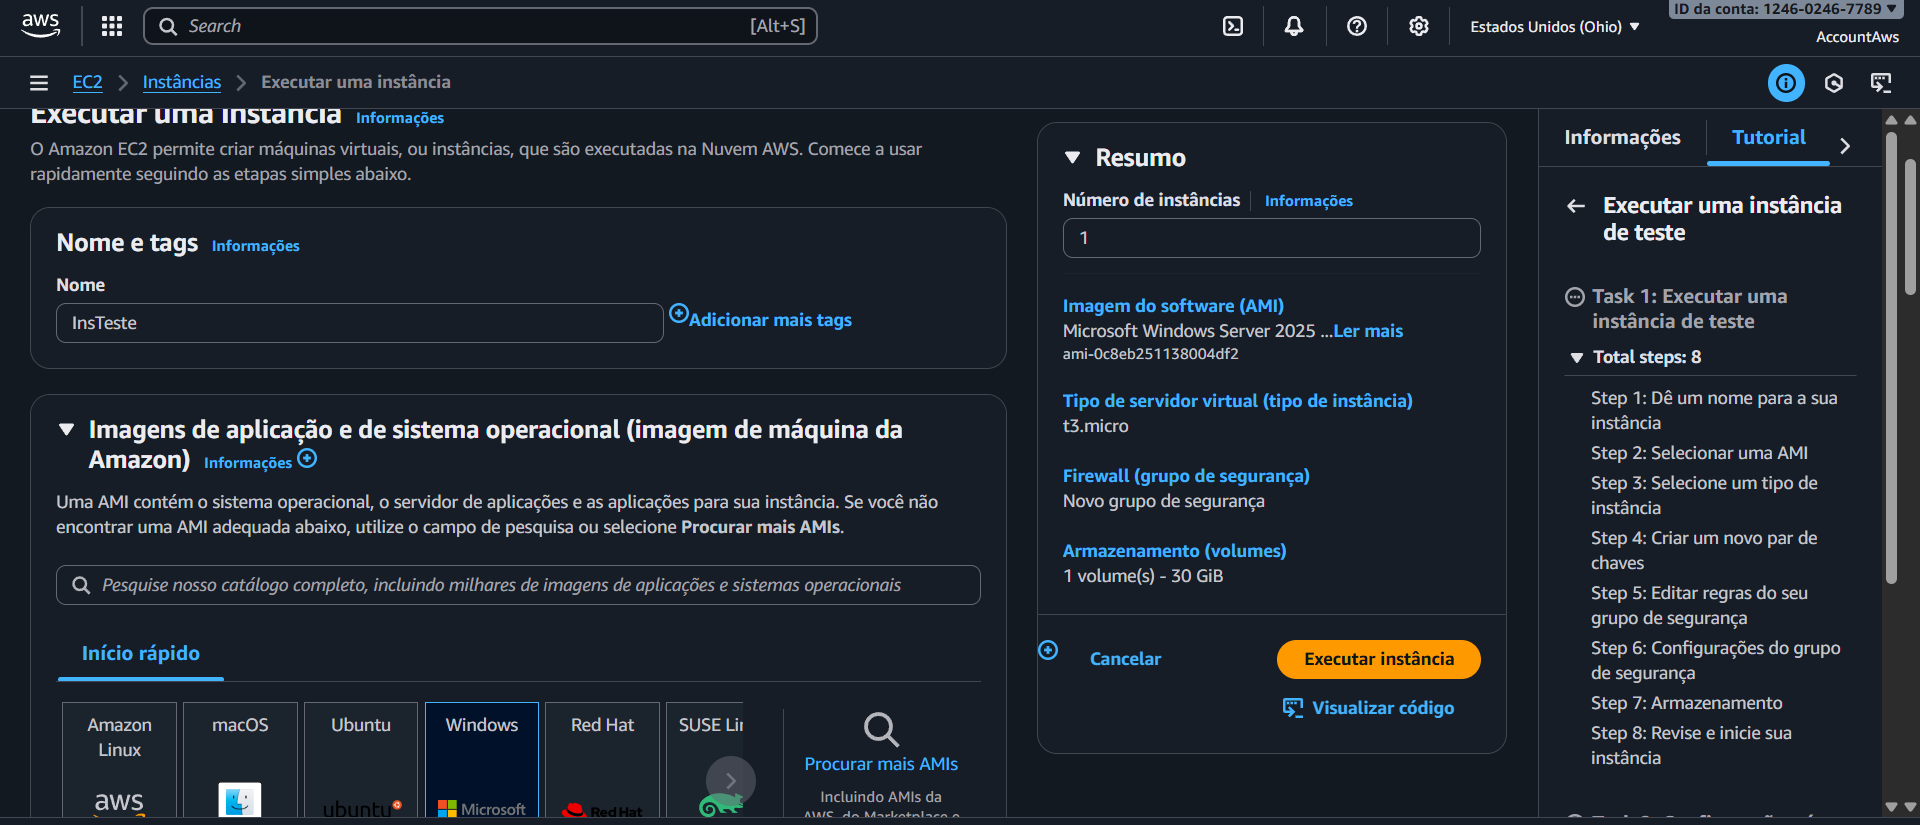 aws
Search
[Alt+S]
Estados Unidos (Ohio)
ID da conta: 1246-0246-7789
AccountAws
EC2
Instâncias
Executar uma instância
Executar uma instância Informações
O Amazon EC2 permite criar máquinas virtuais, ou instâncias, que são executadas na Nuvem AWS. Comece a usar
rapidamente seguindo as etapas simples abaixo.
Nome e tags Informações
Nome
InsTeste
Adicionar mais tags
Imagens de aplicação e de sistema operacional (imagem de máquina da
Amazon) Informações
Uma AMI contém o sistema operacional, o servidor de aplicações e as aplicações para sua instância. Se você não
encontrar uma AMI adequada abaixo, utilize o campo de pesquisa ou selecione Procurar mais AMIs.
Pesquise nosso catálogo completo, incluindo milhares de imagens de aplicações e sistemas operacionais
Início rápido
Amazon
Linux
aws
macOS
Ubuntu
ubuntu
Windows
Microsoft
Red Hat
Red Hat
SUSE Lin
Procurar mais AMIs
Incluindo AMIs da
AWS, do Marketplace e
Resumo
Número de instâncias Informações
1
Imagem do software (AMI)
Microsoft Windows Server 2025 ...Ler mais
ami-0c8eb251138004df2
Tipo de servidor virtual (tipo de instância)
t3.micro
Firewall (grupo de segurança)
Novo grupo de segurança
Armazenamento (volumes)
1 volume(s) - 30 GiB
Cancelar
Executar instância
Visualizar código
Informações
Tutorial
Executar uma instância
de teste
Task 1: Executar uma
instância de teste
Total steps: 8
Step 1: Dê um nome para a sua
instância
Step 2: Selecionar uma AMI
Step 3: Selecione um tipo de
instância
Step 4: Criar um novo par de
chaves
Step 5: Editar regras do seu
grupo de segurança
Step 6: Configurações do grupo
de segurança
Step 7: Armazenamento
Step 8: Revise e inicie sua
instância